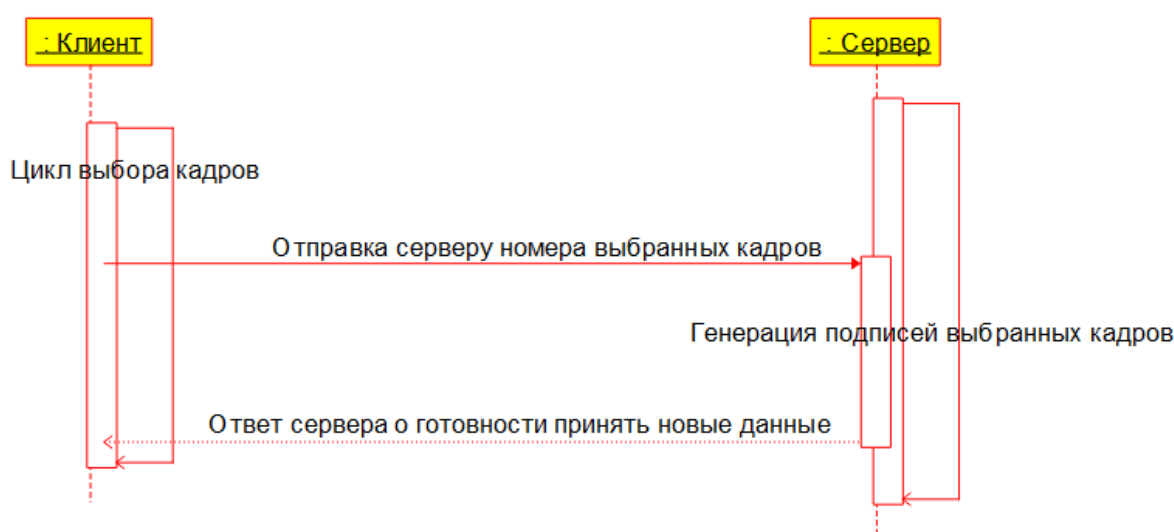 : Клиент
: Сервер
Цикл выбора кадров
Отправка серверу номера выбранных кадров
Генерация подписей выбранных кадров
Ответ сервера о готовности принять новые данные